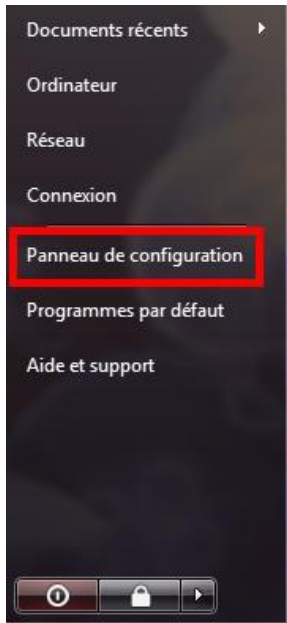 Documents récents
Ordinateur
Réseau
Connexion
Panneau de configuration
Programmes par défaut
Aide et support